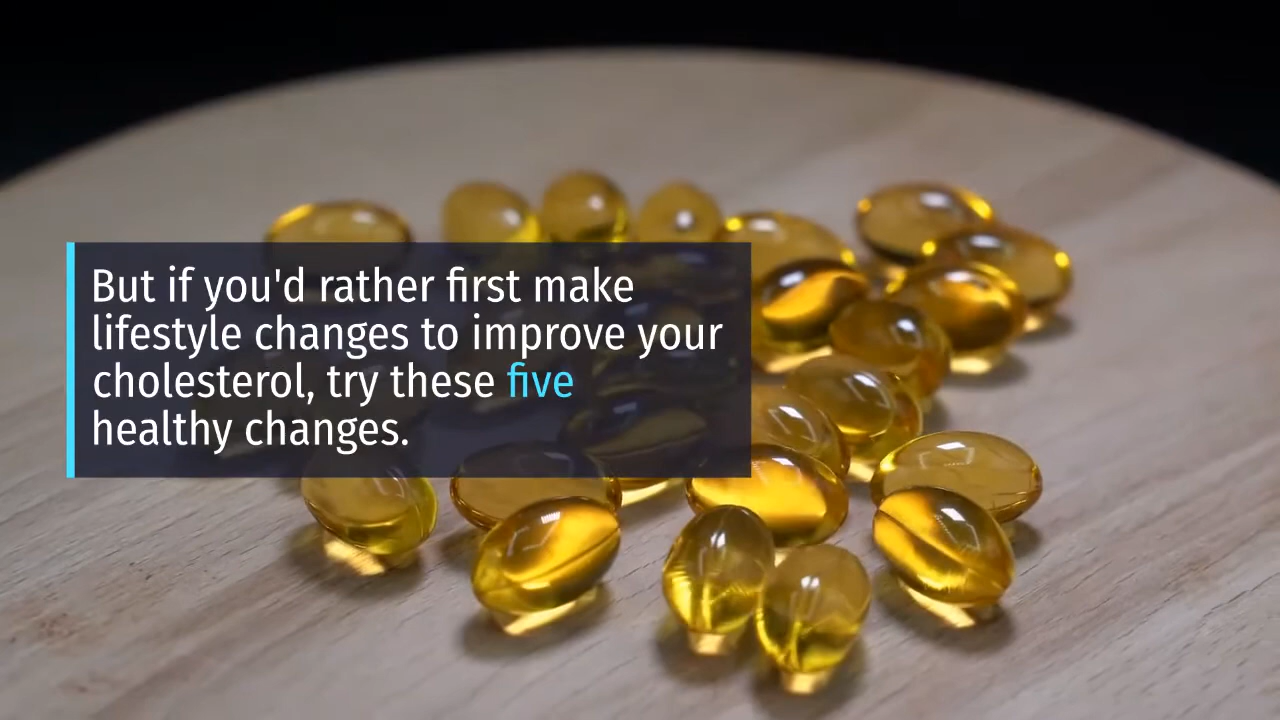 But if you'd rather first make
lifestyle changes to improve your
cholesterol, try these five
healthy changes.